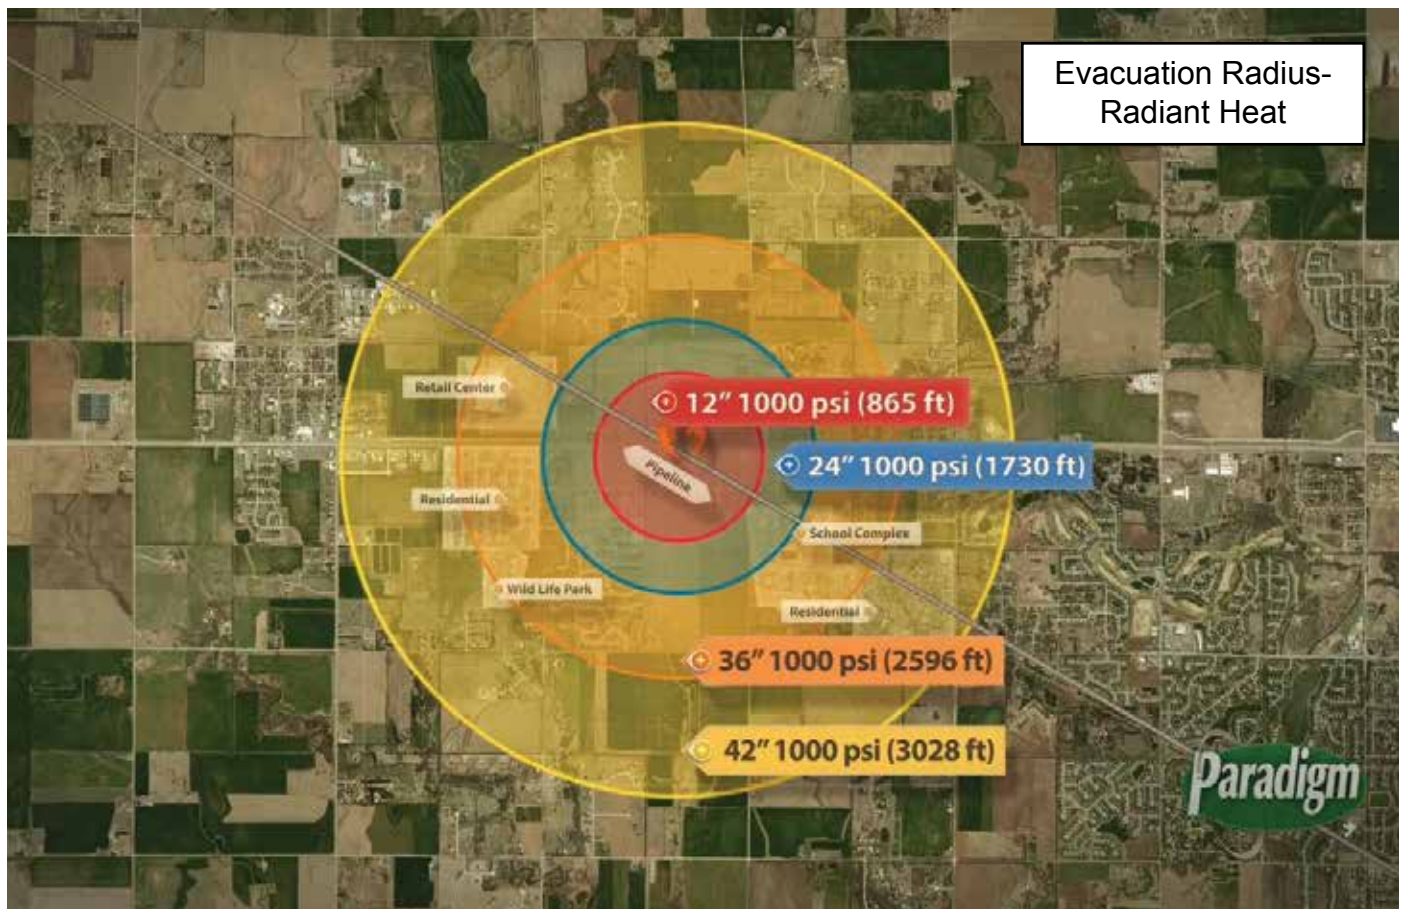 Evacuation Radius-
Radiant Heat
Retail Center
12” 1000 psi (865 ft)
24” 1000 psi (1730 ft)
Pipeline
Residential
School Complex
Wild Life Park
Residential
36” 1000 psi (2596 ft)
42” 1000 psi (3028 ft)
Paradigm